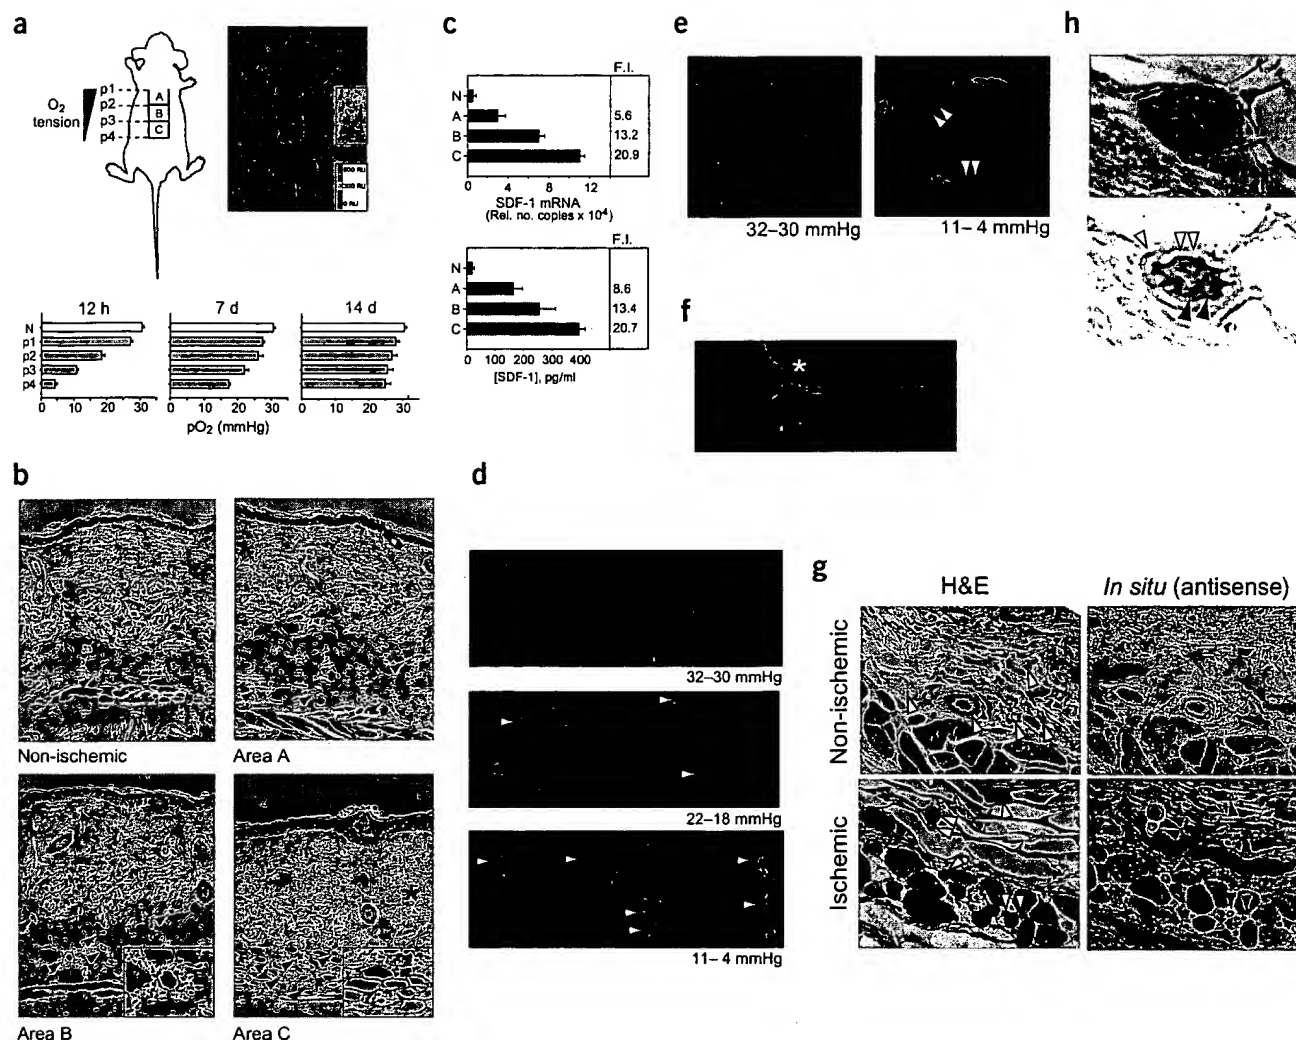 a
p1
O₂ tension
p2
p3
p4
A
B
C
12 h
7 d
14 d
N
p1
p2
p3
p4
0 10 20 30
0 10 20 30
0 10 20 30
pO₂ (mmHg)
b
Non-ischemic
Area A
Area B
Area C
c
F.I.
N
A 5.6
B 13.2
C 20.9
0 4 8 12
SDF-1 mRNA
(Rel. no. copies x 10⁴)
F.I.
N
A 8.6
B 13.4
C 20.7
0 100 200 300 400
[SDF-1], pg/ml
d
32–30 mmHg
22–18 mmHg
11– 4 mmHg
e
32–30 mmHg
11– 4 mmHg
f
*
g
H&E
In situ (antisense)
Non-ischemic
Ischemic
h